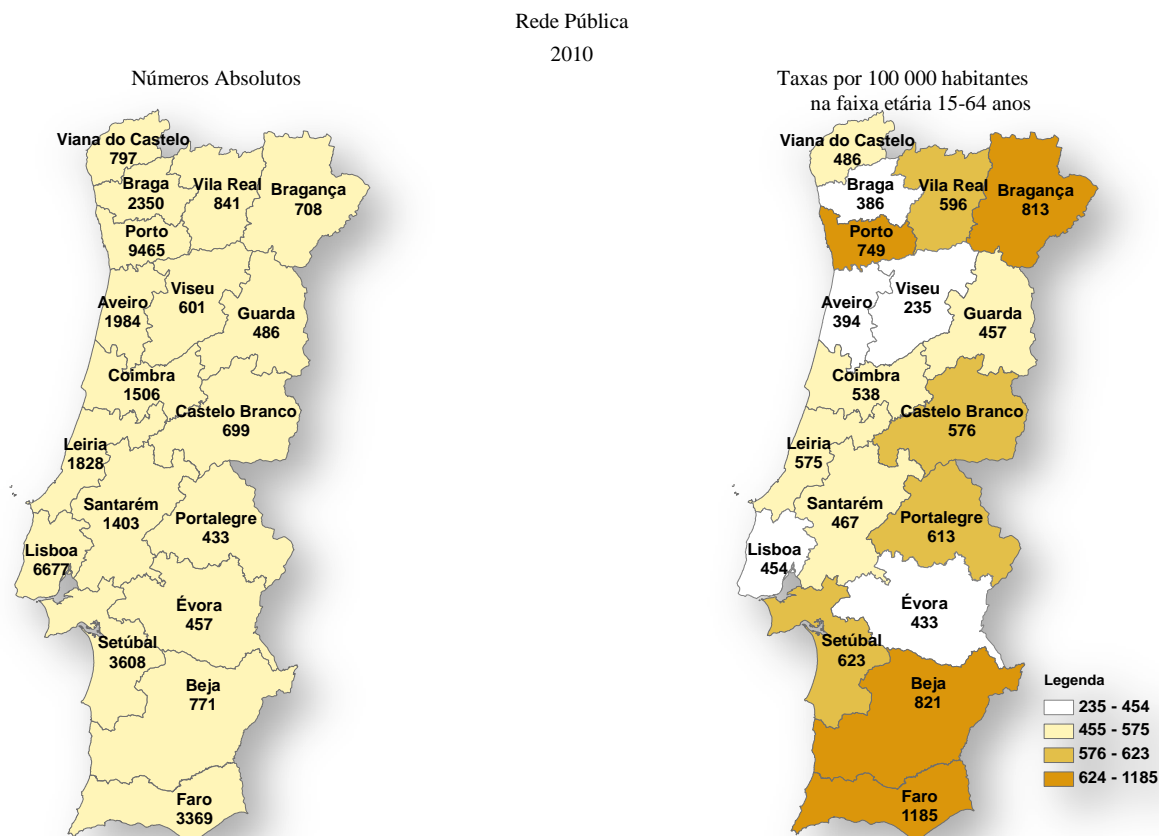 Rede Pública
2010
Números Absolutos
Viana do Castelo
797
Braga
2350
Vila Real
841
Bragança
708
Porto
9465
Aveiro
1984
Viseu
601
Guarda
486
Coimbra
1506
Castelo Branco
699
Leiria
1828
Santarém
1403
Portalegre
433
Lisboa
6677
Évora
457
Setúbal
3608
Beja
771
Faro
3369
Taxas por 100 000 habitantes
na faixa etária 15-64 anos
Viana do Castelo
486
Braga
386
Vila Real
596
Bragança
813
Porto
749
Aveiro
394
Viseu
235
Guarda
457
Coimbra
538
Castelo Branco
576
Leiria
575
Santarém
467
Portalegre
613
Lisboa
454
Évora
433
Setúbal
623
Beja
821
Faro
1185
Legenda
235 - 454
455 - 575
576 - 623
624 - 1185